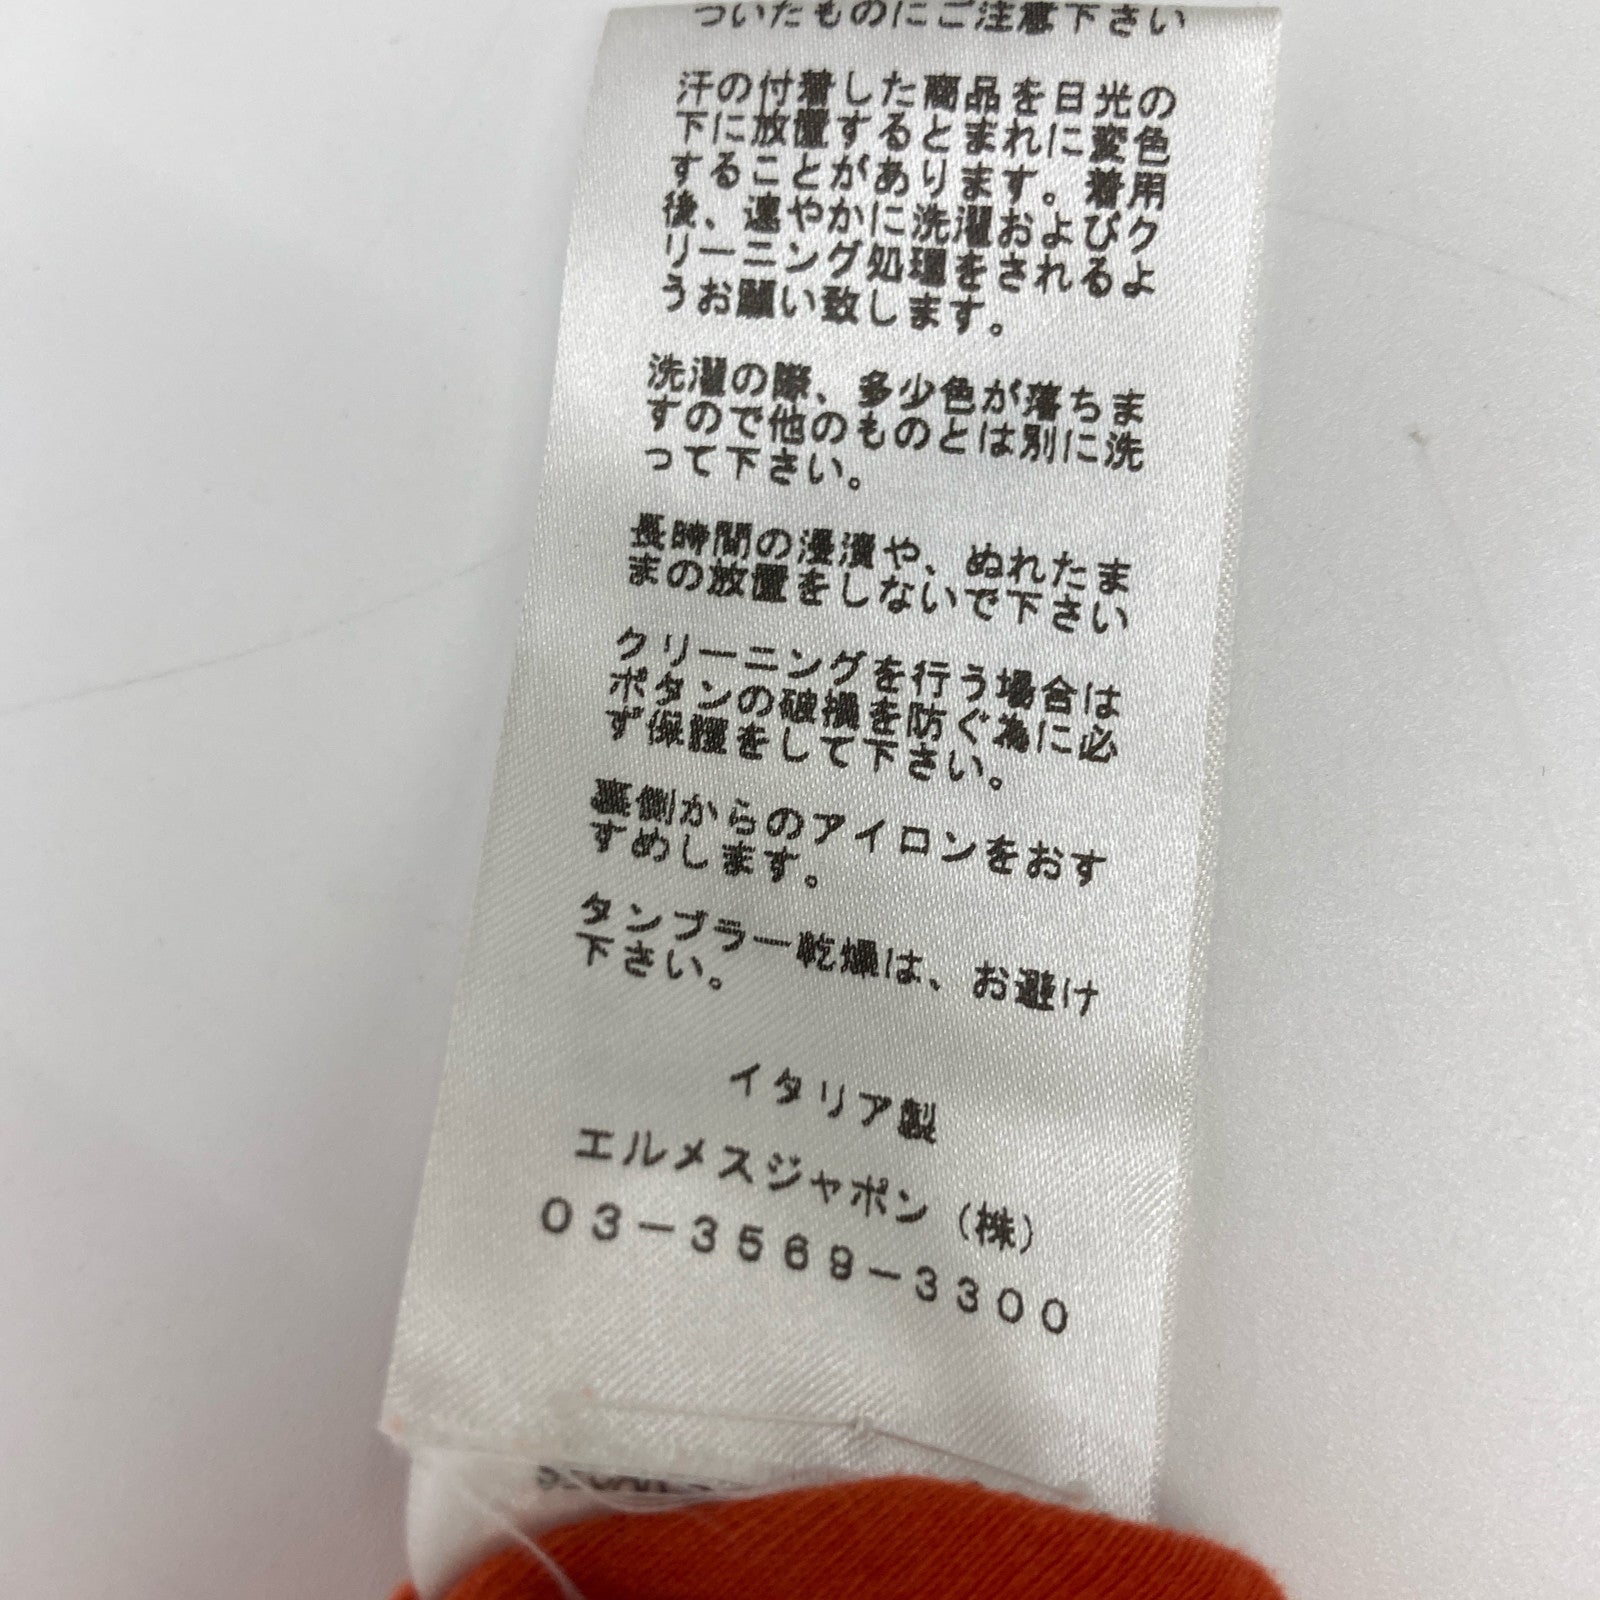 ついたものにご注意下さい
汗の付着した商品を日光の
下に放置するとまれに変色
することがあります。着用
後、速やかに洗濯およびク
リーニング処理をされるよ
うお願い致します。
洗濯の際、多少色が落ちま
すので他のものとは別に洗
って下さい。
長時間の浸漬や、ぬれたま
まの放置をしないで下さい
クリーニングを行う場合は
ボタンの破損を防ぐ為に必
ず保護をして下さい。
裏側からのアイロンをおす
すめします。
タンブラー乾燥は、お避け
下さい。
イタリア製
エルメスジャポン(株)
03-3569-3300